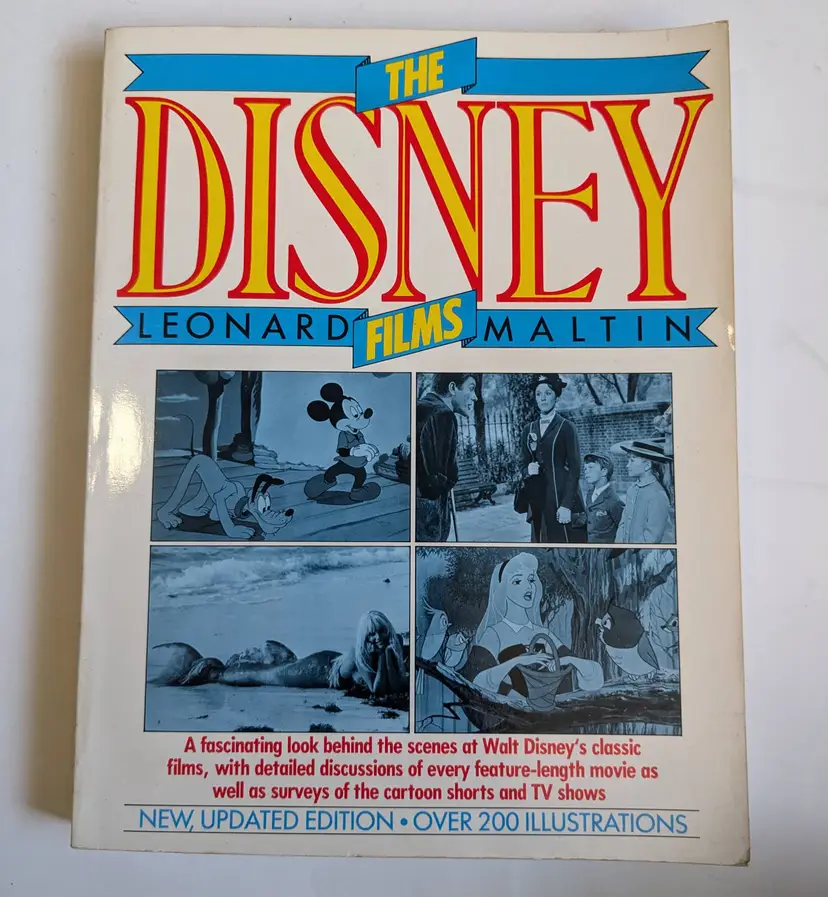 THE
DISNEY
LEONARD FILMS MALTIN
A fascinating look behind the scenes at Walt Disney's classic
films, with detailed discussions of every feature-length movie as
well as surveys of the cartoon shorts and TV shows
NEW, UPDATED EDITION • OVER 200 ILLUSTRATIONS